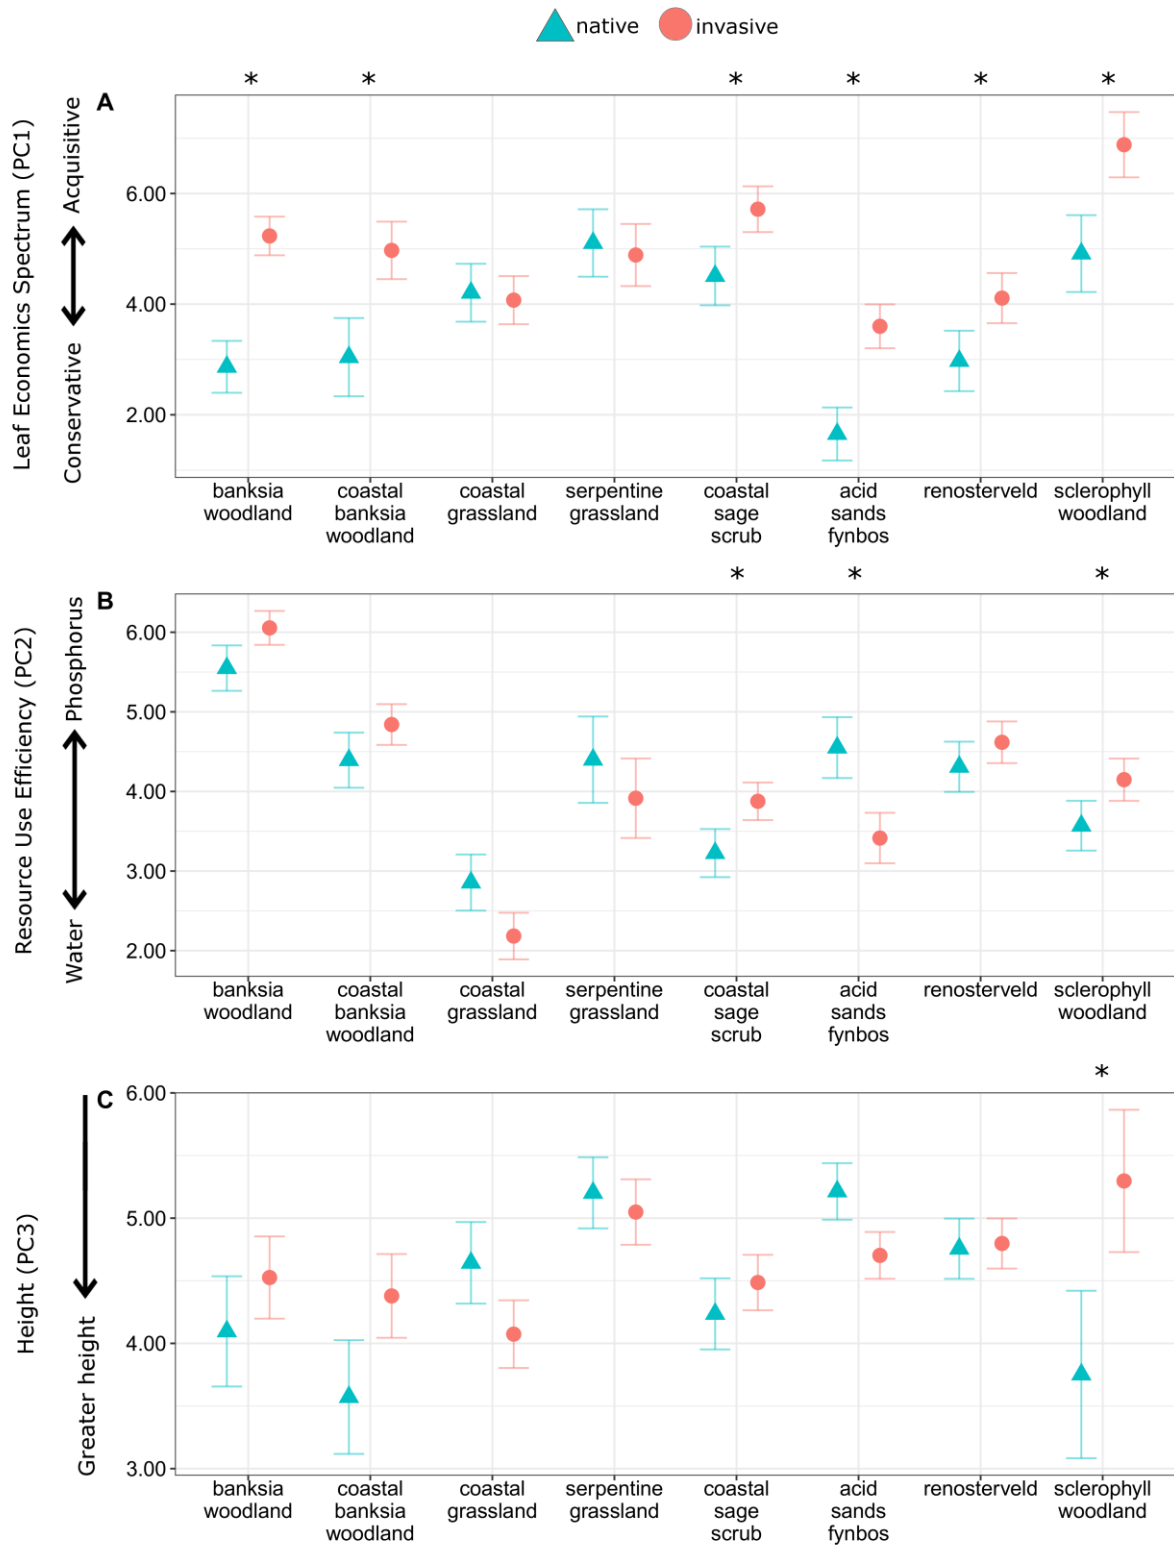 native invasive
* * * * * *
A
Leaf Economics Spectrum (PC1)
Conservative Acquisitive
6.00
4.00
2.00
banksia coastal coastal serpentine coastal acid renosterveld sclerophyll
woodland banksia grassland grassland sage sands woodland
woodland scrub fynbos
* * *
B
Resource Use Efficiency (PC2)
Water Phosphorus
6.00
5.00
4.00
3.00
2.00
banksia coastal coastal serpentine coastal acid renosterveld sclerophyll
woodland banksia grassland grassland sage sands woodland
woodland scrub fynbos
*
C
Height (PC3)
Greater height
6.00
5.00
4.00
3.00
banksia coastal coastal serpentine coastal acid renosterveld sclerophyll
woodland banksia grassland grassland sage sands woodland
woodland scrub fynbos